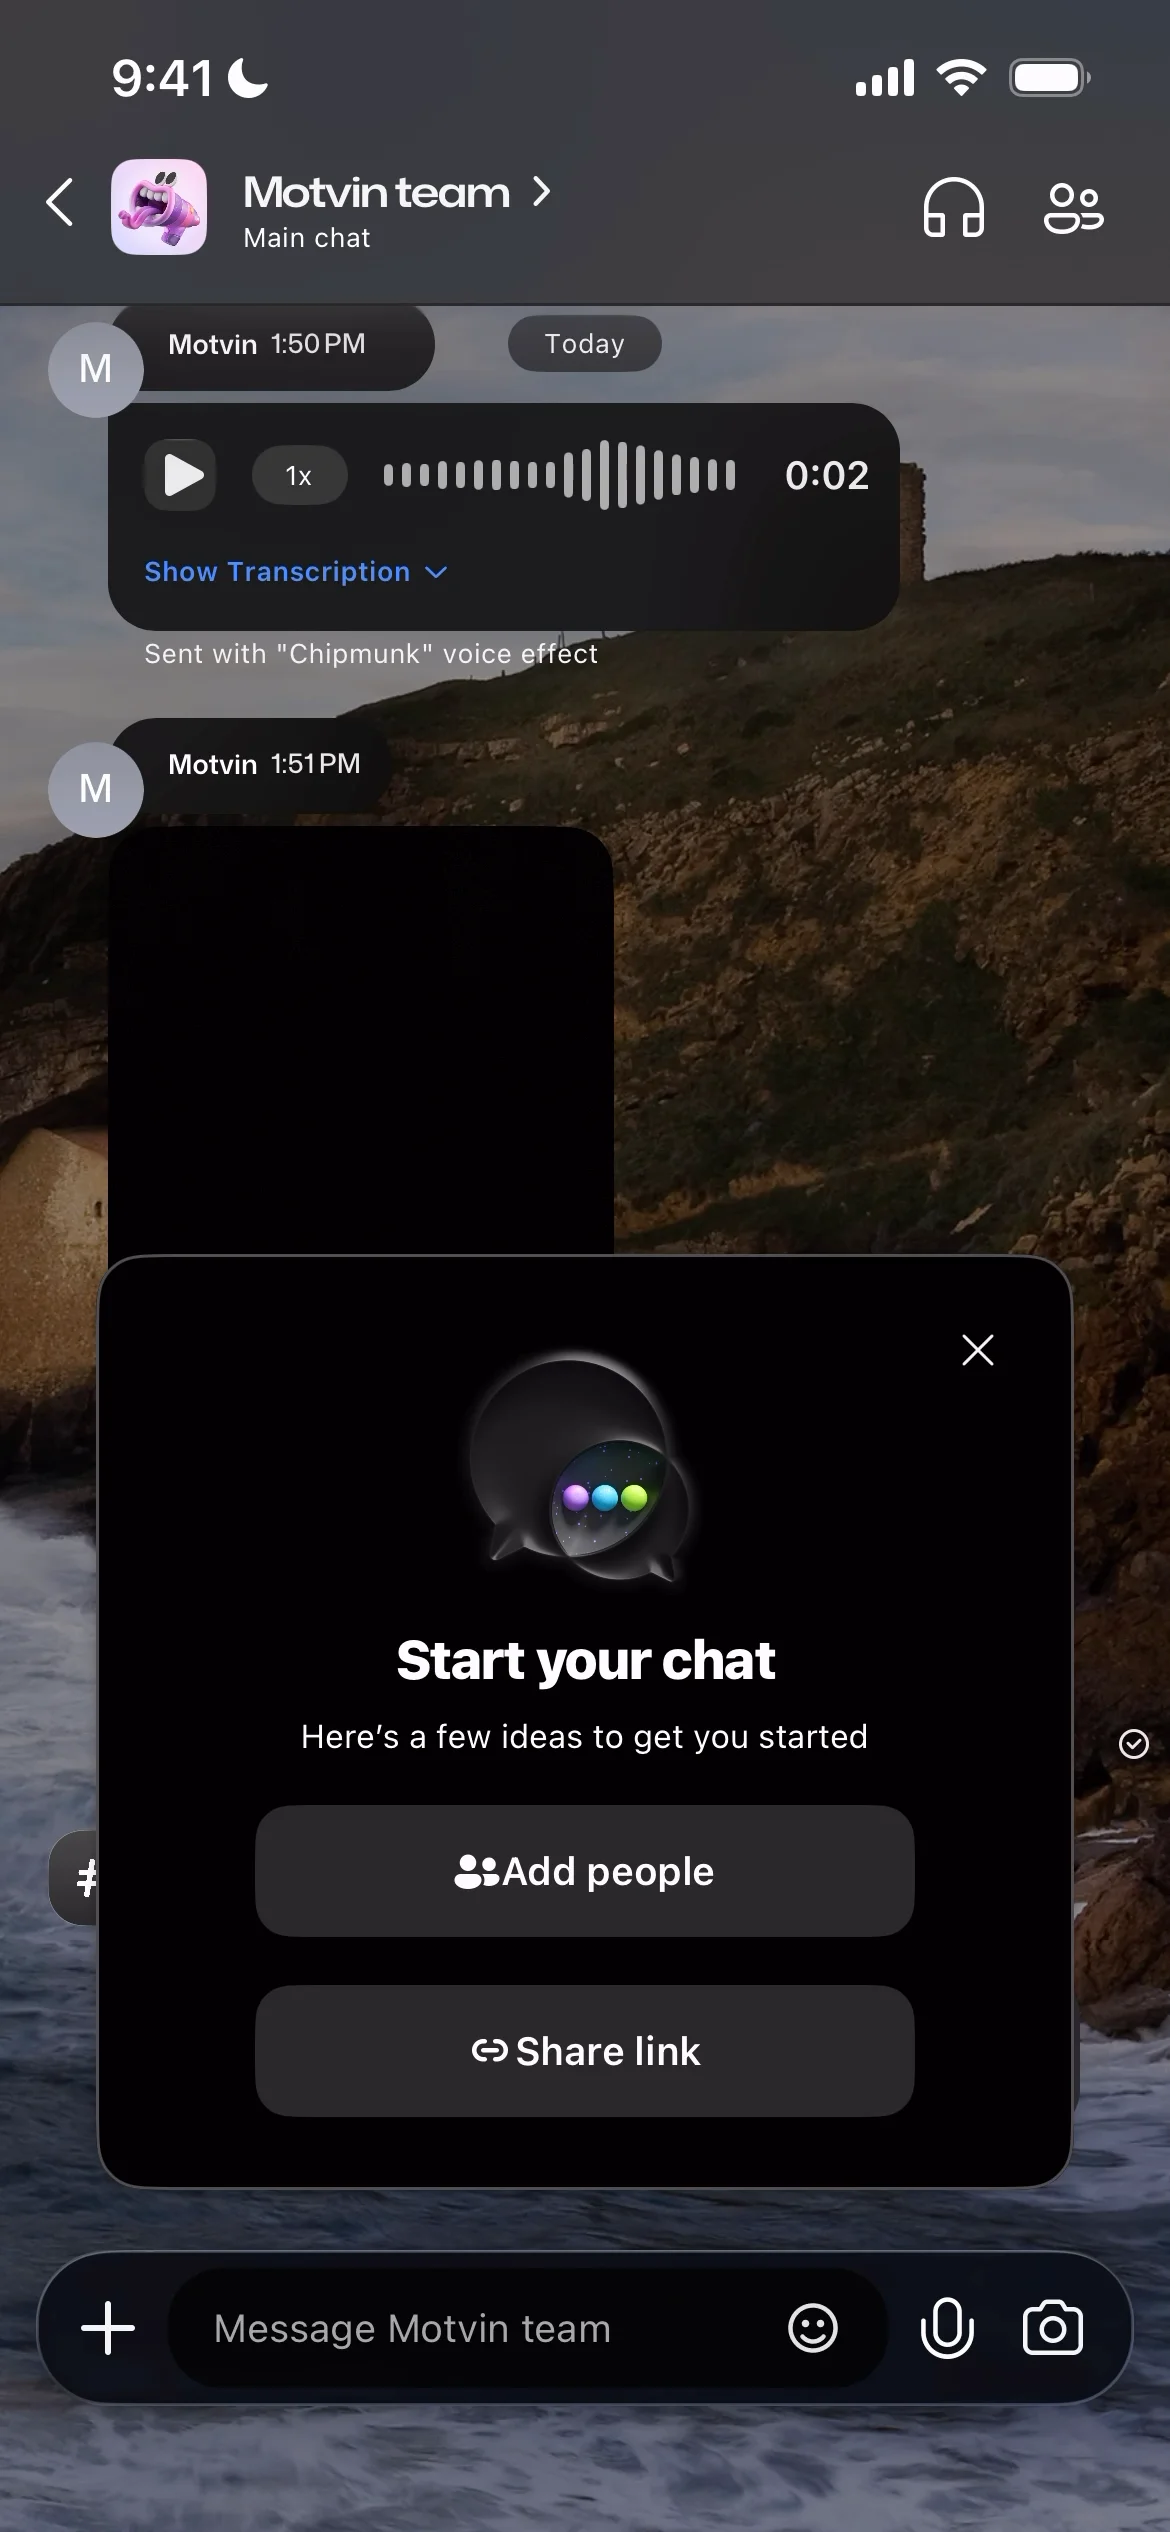 9:41
Motvin team
Main chat
Today
M
Motvin 1:50 PM
1x
0:02
Show Transcription
Sent with "Chipmunk" voice effect
M
Motvin 1:51 PM
Start your chat
Here’s a few ideas to get you started
#
Add people
Share link
Message Motvin team